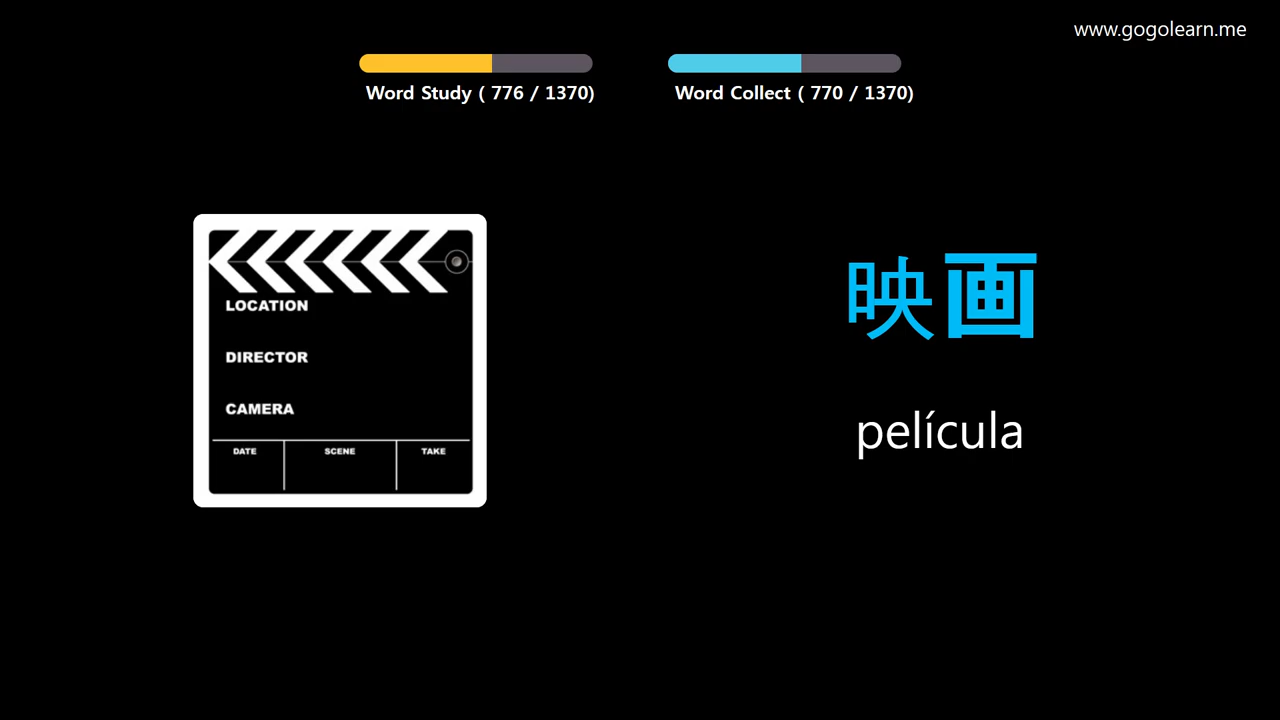 www.gogolearn.me
Word Study ( 776 / 1370)
Word Collect ( 770 / 1370)
LOCATION
DIRECTOR
CAMERA
DATE SCENE TAKE
映画
película